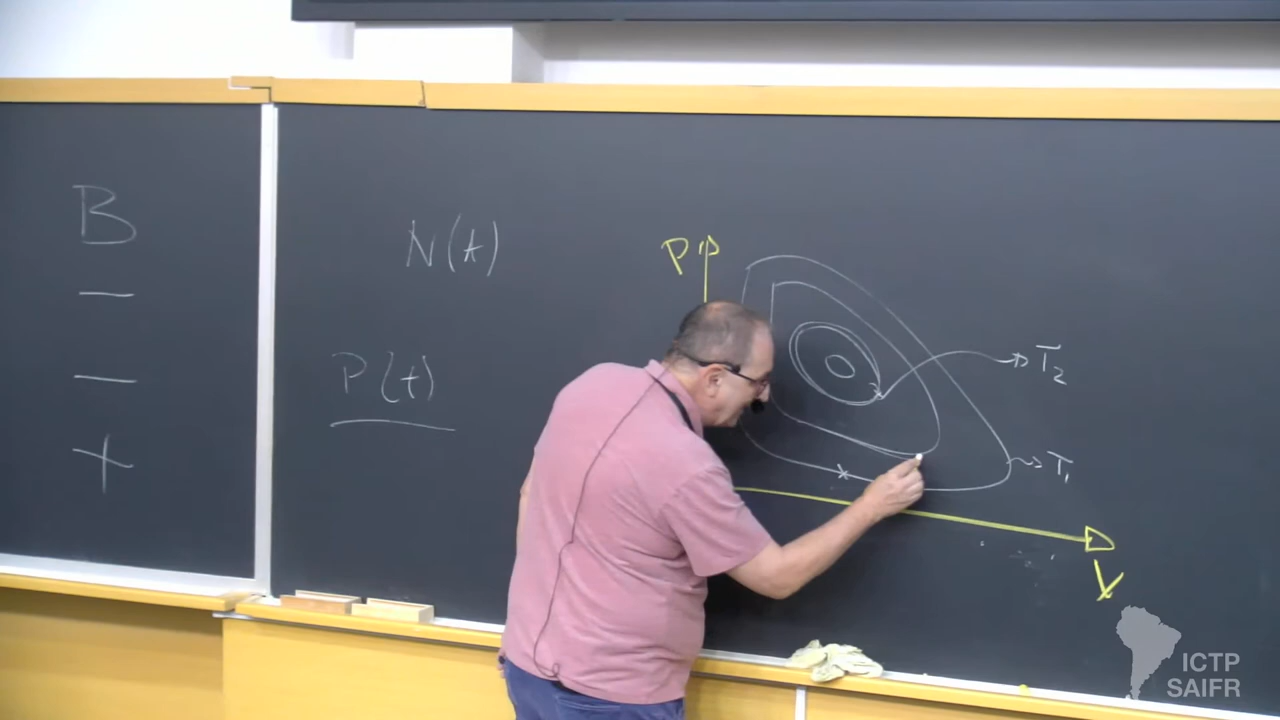 B
—
—
+
N(t)
P(t)
P
T₂
T₁
V
ICTP
SAIFR